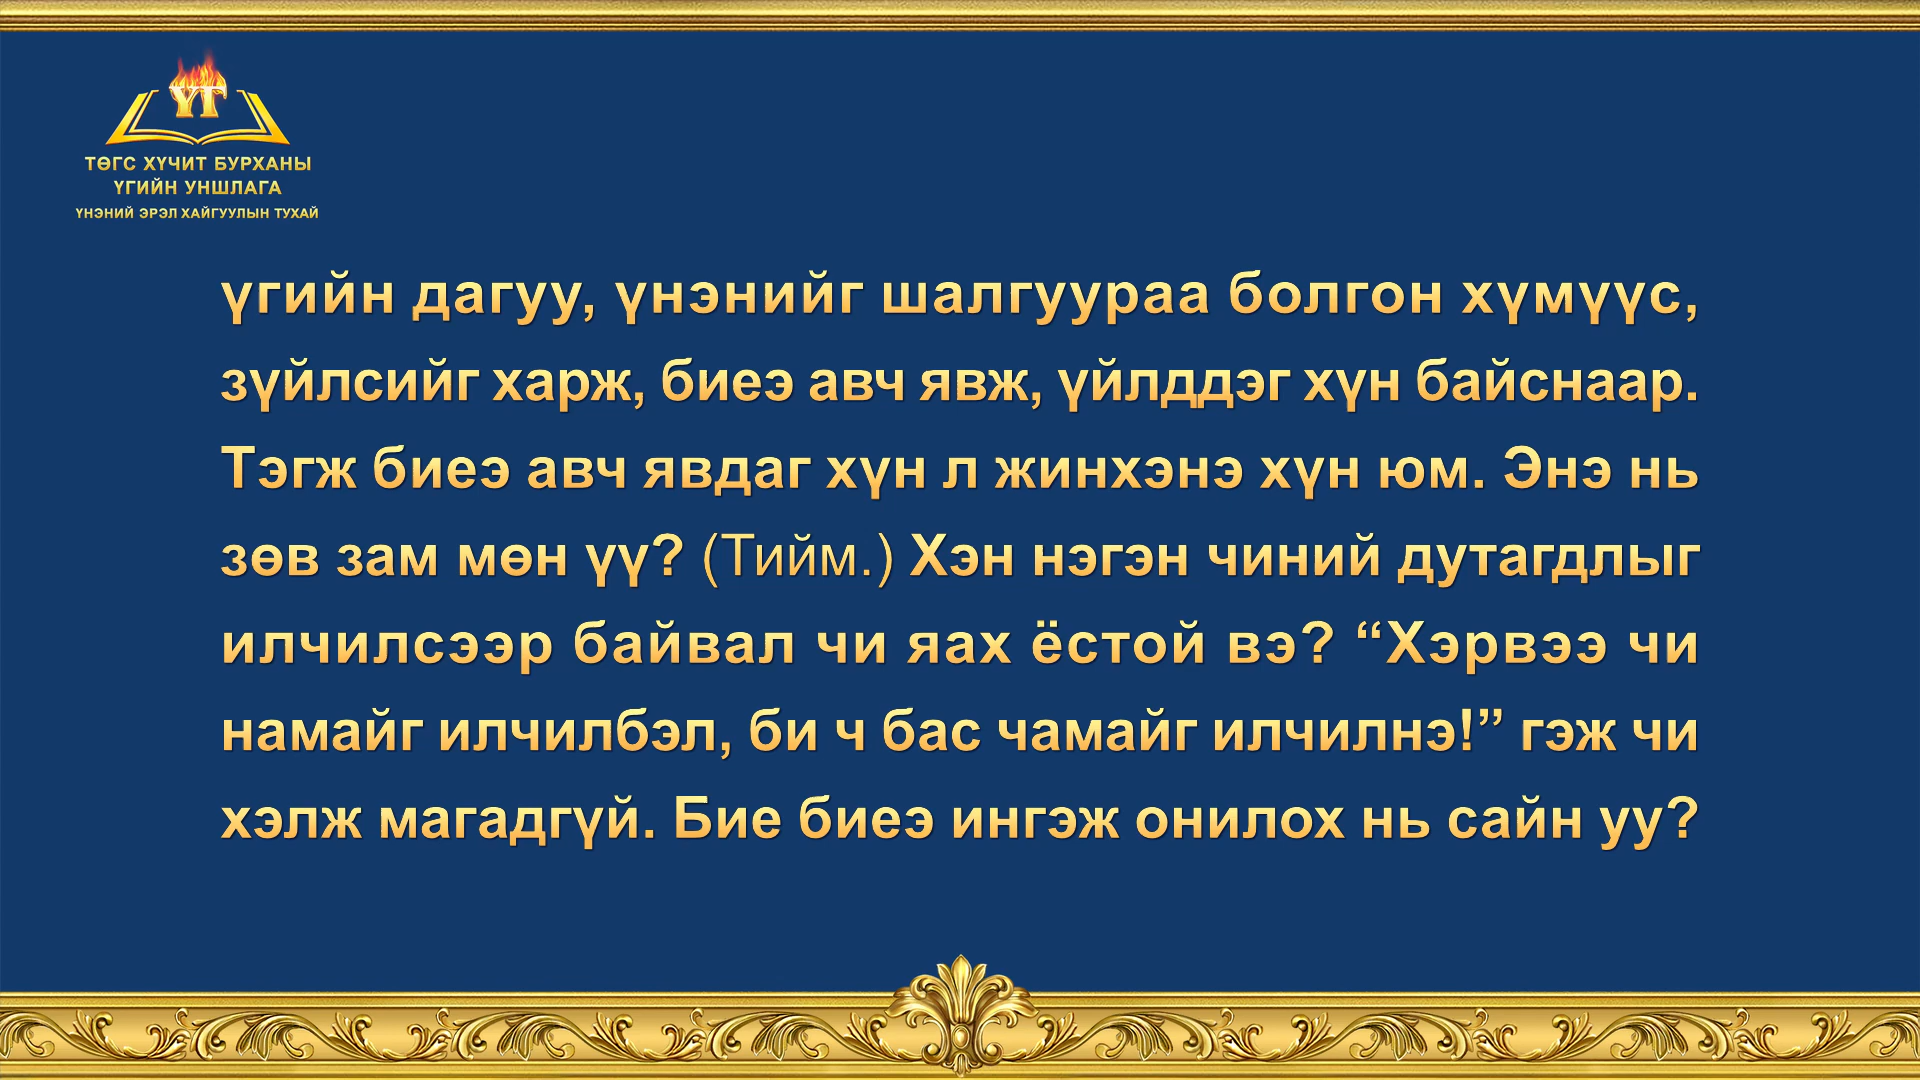 ҮГ
ТӨГС ХҮЧИТ БУРХАНЫ
ҮГИЙН УНШЛАГА
ҮНЭНИЙ ЭРЭЛ ХАЙГУУЛЫН ТУХАЙ
үгийн дагуу, үнэнийг шалгуураа болгон хүмүүс,
зүйлсийг харж, биеэ авч явж, үйлддэг хүн байснаар.
Тэгж биеэ авч явдаг хүн л жинхэнэ хүн юм. Энэ нь
зөв зам мөн үү? (Тийм.) Хэн нэгэн чиний дутагдлыг
илчилсээр байвал чи яах ёстой вэ? “Хэрвээ чи
намайг илчилбэл, би ч бас чамайг илчилнэ!” гэж чи
хэлж магадгүй. Бие биеэ ингэж онилох нь сайн уу?